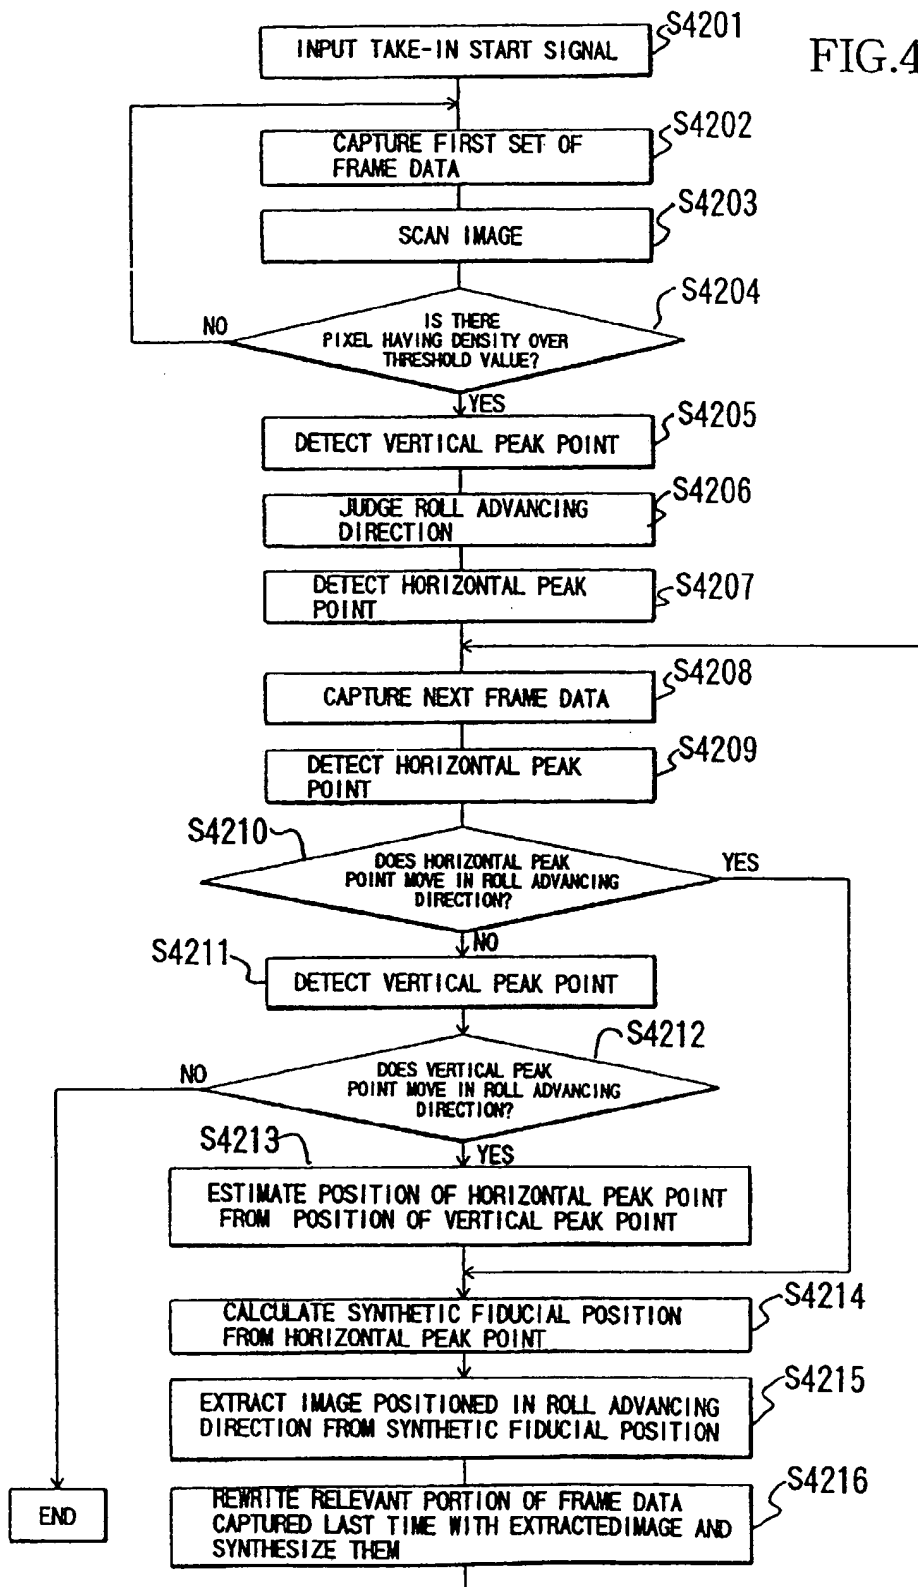 FIG.4
S4201
INPUT TAKE-IN START SIGNAL
S4202
CAPTURE FIRST SET OF
FRAME DATA
S4203
SCAN IMAGE
S4204
NO
IS THERE
PIXEL HAVING DENSITY OVER
THRESHOLD VALUE?
YES
S4205
DETECT VERTICAL PEAK POINT
S4206
JUDGE ROLL ADVANCING
DIRECTION
S4207
DETECT HORIZONTAL PEAK
POINT
S4208
CAPTURE NEXT FRAME DATA
S4209
DETECT HORIZONTAL PEAK
POINT
S4210
DOES HORIZONTAL PEAK
POINT MOVE IN ROLL ADVANCING
DIRECTION?
YES
NO
S4211
DETECT VERTICAL PEAK POINT
S4212
NO
DOES VERTICAL PEAK
POINT MOVE IN ROLL ADVANCING
DIRECTION?
YES
S4213
ESTIMATE POSITION OF HORIZONTAL PEAK POINT
FROM POSITION OF VERTICAL PEAK POINT
S4214
CALCULATE SYNTHETIC FIDUCIAL POSITION
FROM HORIZONTAL PEAK POINT
S4215
EXTRACT IMAGE POSITIONED IN ROLL ADVANCING
DIRECTION FROM SYNTHETIC FIDUCIAL POSITION
S4216
REWRITE RELEVANT PORTION OF FRAME DATA
CAPTURED LAST TIME WITH EXTRACTEDIMAGE AND
SYNTHESIZE THEM
END